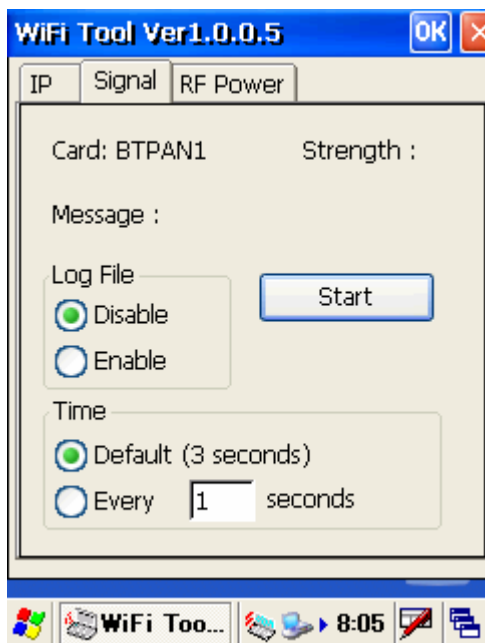 WiFi Tool Ver1.0.0.5 OK
IP Signal RF Power
Card: BTPAN1 Strength :
Message :
Log File
Start
Disable
Enable
Time
Default (3 seconds)
Every 1 seconds
WiFi Too... 8:05